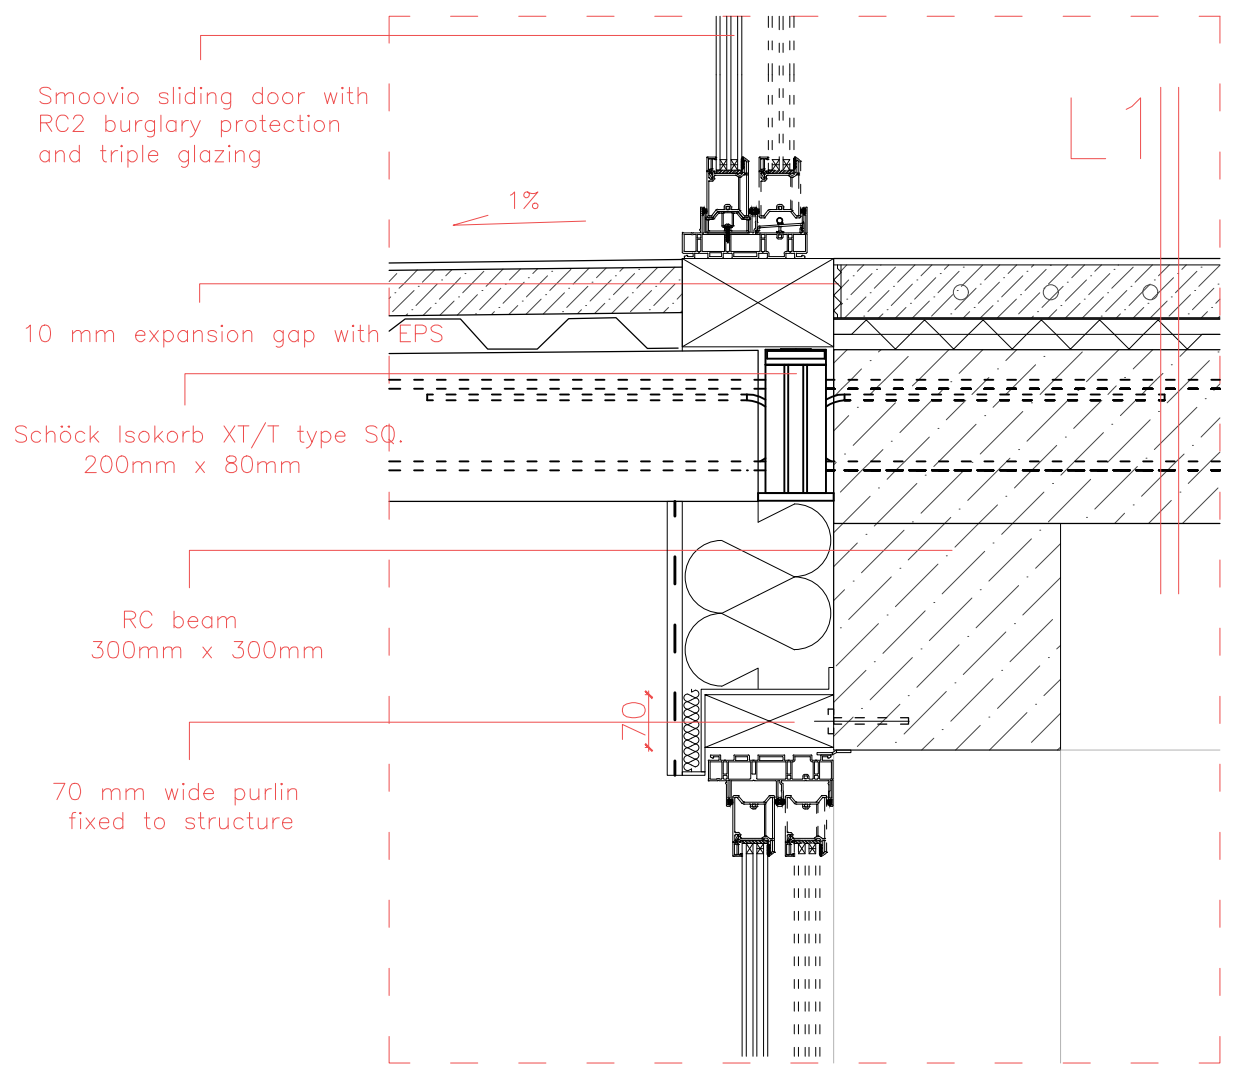 Smoovio sliding door with
RC2 burglary protection
and triple glazing
L1
1%
10 mm expansion gap with EPS
Schöck Isokorb XT/T type SQ.
200mm x 80mm
RC beam
300mm x 300mm
70
70 mm wide purlin
fixed to structure